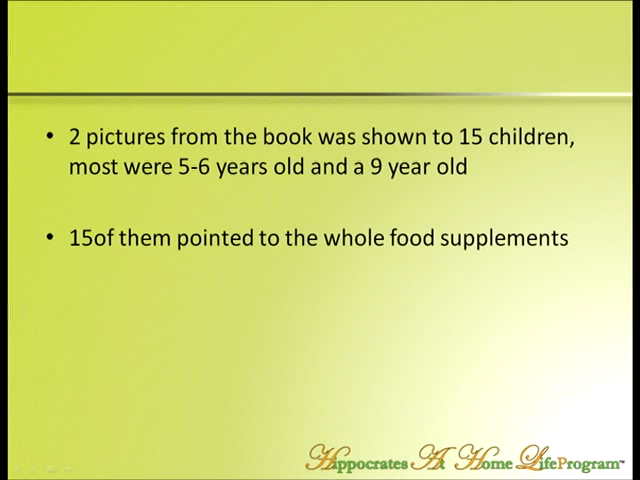 • 2 pictures from the book was shown to 15 children,
most were 5-6 years old and a 9 year old
• 15of them pointed to the whole food supplements
Hippocrates At Home LifeProgram™